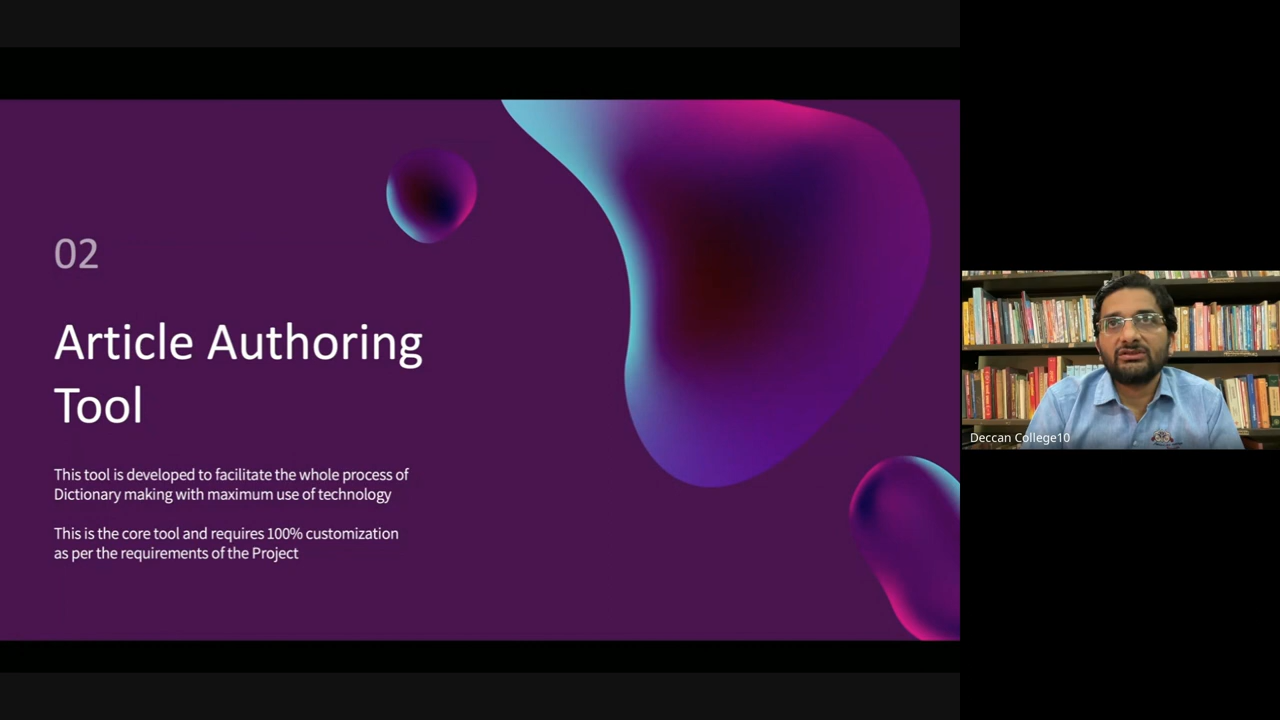 02
Article Authoring
Tool
This tool is developed to facilitate the whole process of
Dictionary making with maximum use of technology
This is the core tool and requires 100% customization
as per the requirements of the Project
Deccan College10